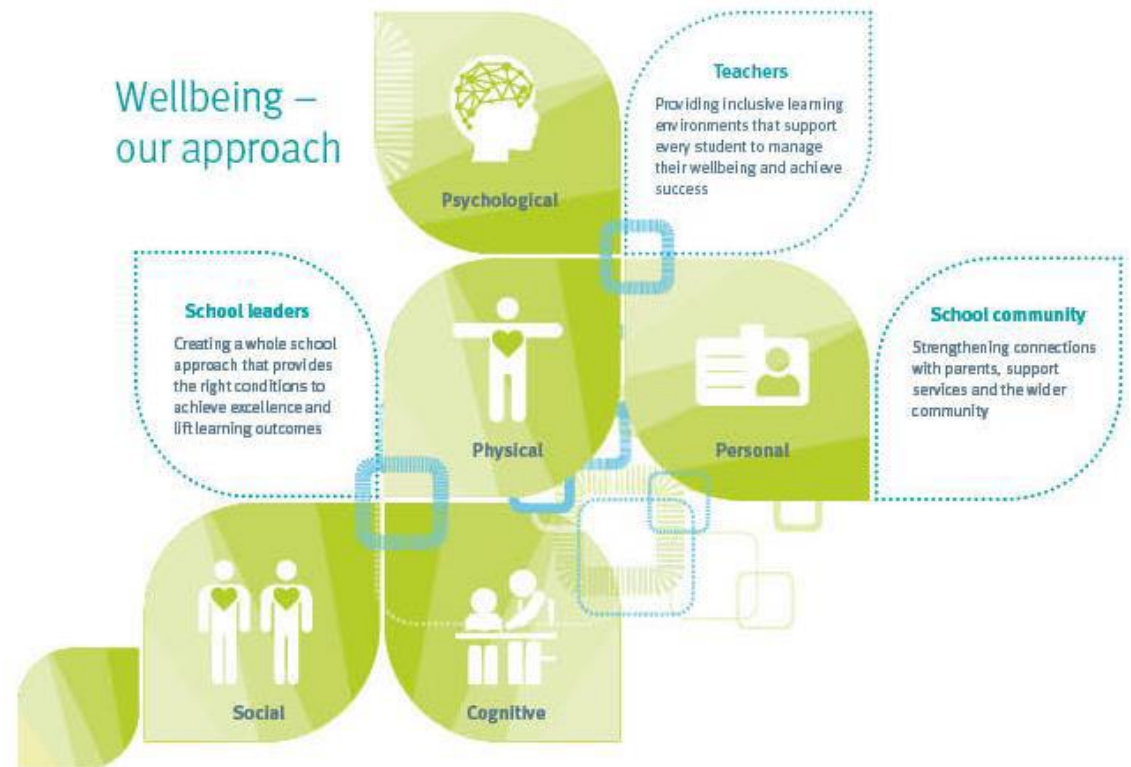 Wellbeing –
our approach
Psychological
Teachers
Providing inclusive learning
environments that support
every student to manage
their wellbeing and achieve
success
School leaders
Creating a whole school
approach that provides
the right conditions to
achieve excellence and
lift learning outcomes
Physical
Personal
School community
Strengthening connections
with parents, support
services and the wider
community
Social
Cognitive